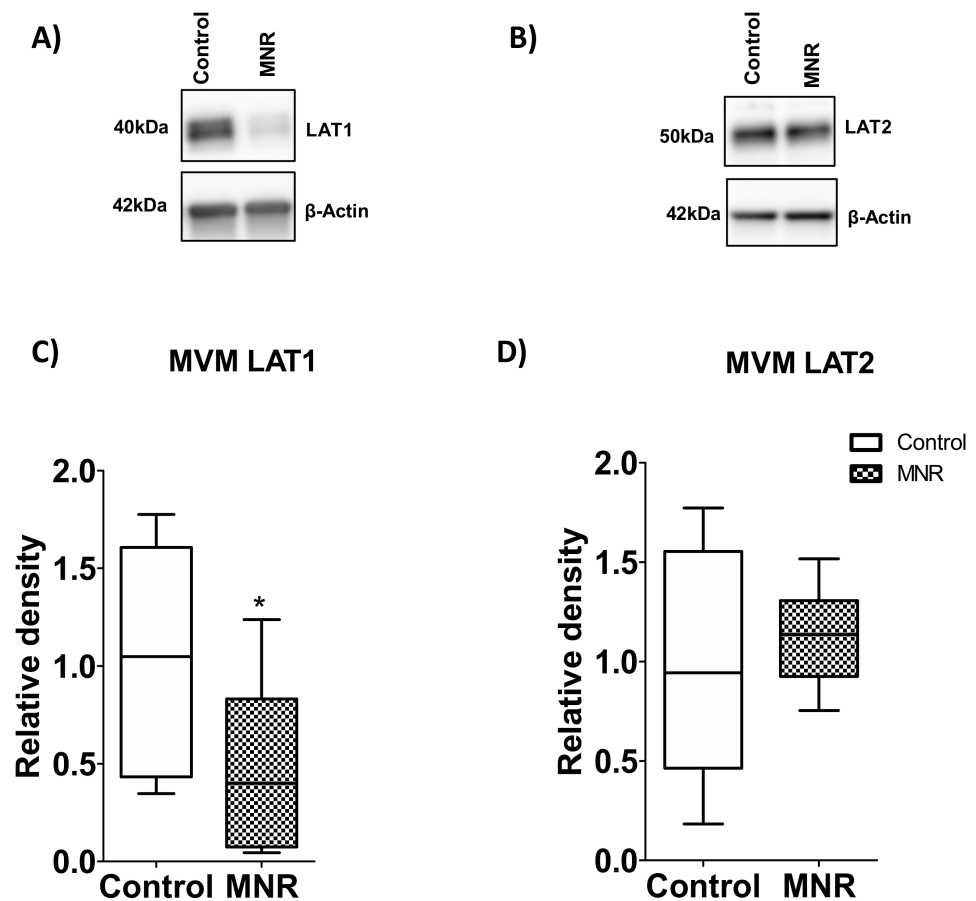 A)
Control
MNR
40kDa
LAT1
42kDa
β-Actin
B)
Control
MNR
50kDa
LAT2
42kDa
β-Actin
C)
MVM LAT1
Relative density
2.0
1.5
1.0
0.5
0.0
*
Control MNR
D)
MVM LAT2
Control
MNR
Relative density
2.0
1.5
1.0
0.5
0.0
Control MNR